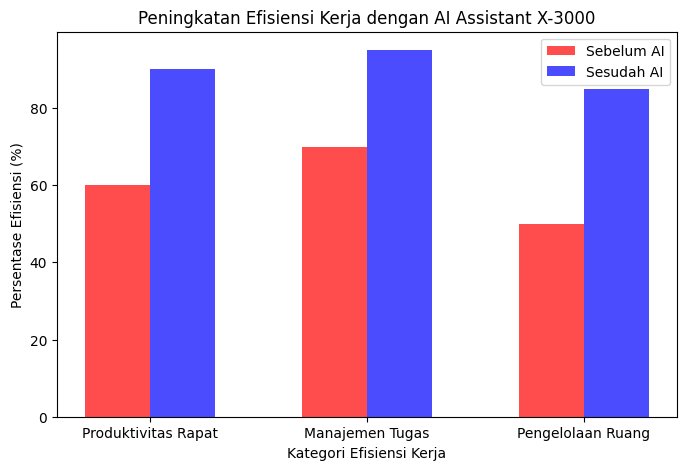 Peningkatan Efisiensi Kerja dengan AI Assistant X-3000
Sebelum AI
Sesudah AI
Persentase Efisiensi (%)
80
60
40
20
0
Produktivitas Rapat
Manajemen Tugas
Pengelolaan Ruang
Kategori Efisiensi Kerja